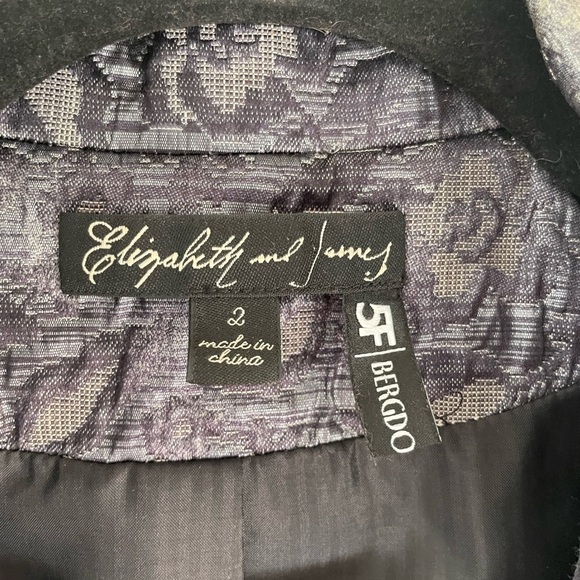 Elizabeth and James
2
made in
china
5F BERGDO